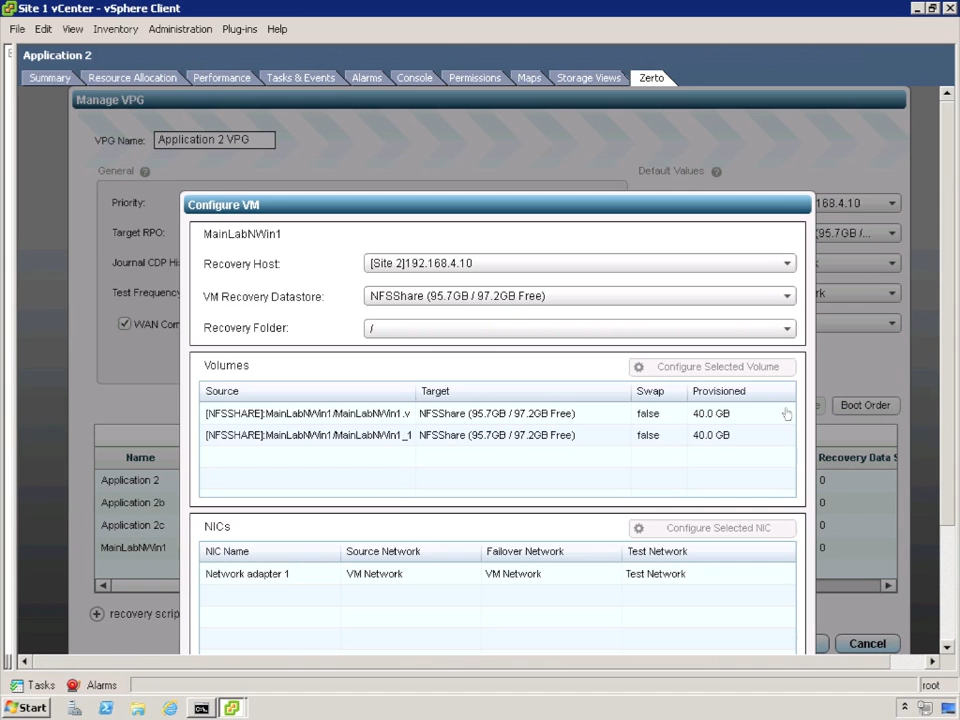 Site 1 vCenter - vSphere Client
File Edit View Inventory Administration Plug-ins Help
Application 2
Summary Resource Allocation Performance Tasks & Events Alarms Console Permissions Maps Storage Views Zerto
Manage VPG
VPG Name: Application 2 VPG
General ? Default Values ?
Configure VM
Priority: 168.4.10
MainLabNWin1
Target RPO: (95.7GB /...
Recovery Host: [Site 2]192.168.4.10
Journal CDP Hi
VM Recovery Datastore: NFSShare (95.7GB / 97.2GB Free)
Test Frequency rk
WAN Com
Recovery Folder: /
Volumes Configure Selected Volume
Source Target Swap Provisioned
[NFSSHARE]:MainLabNWin1/MainLabNWin1.v NFSShare (95.7GB / 97.2GB Free) false 40.0 GB
e Boot Order
[NFSSHARE]:MainLabNWin1/MainLabNWin1_1 NFSShare (95.7GB / 97.2GB Free) false 40.0 GB
Name Recovery Data S
Application 2 0
Application 2b 0
Application 2c 0
MainLabNWin1 0
NICs Configure Selected NIC
NIC Name Source Network Failover Network Test Network
Network adapter 1 VM Network VM Network Test Network
recovery scrip
Cancel
Tasks Alarms root
Start